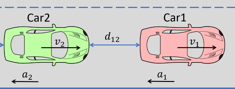 Car2 Car1
v₂ d₁₂ v₁
a₂ a₁